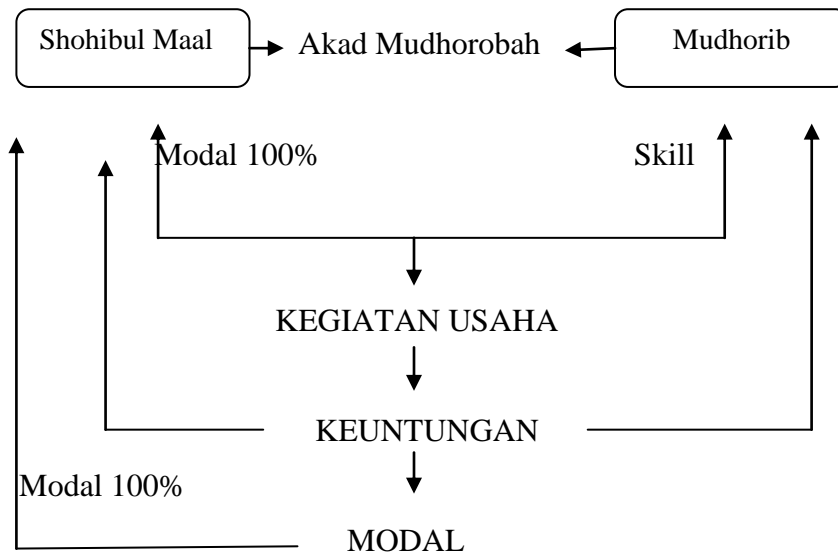 Shohibul Maal
Akad Mudhorobah
Mudhorib
Modal 100%
Skill
KEGIATAN USAHA
KEUNTUNGAN
Modal 100%
MODAL